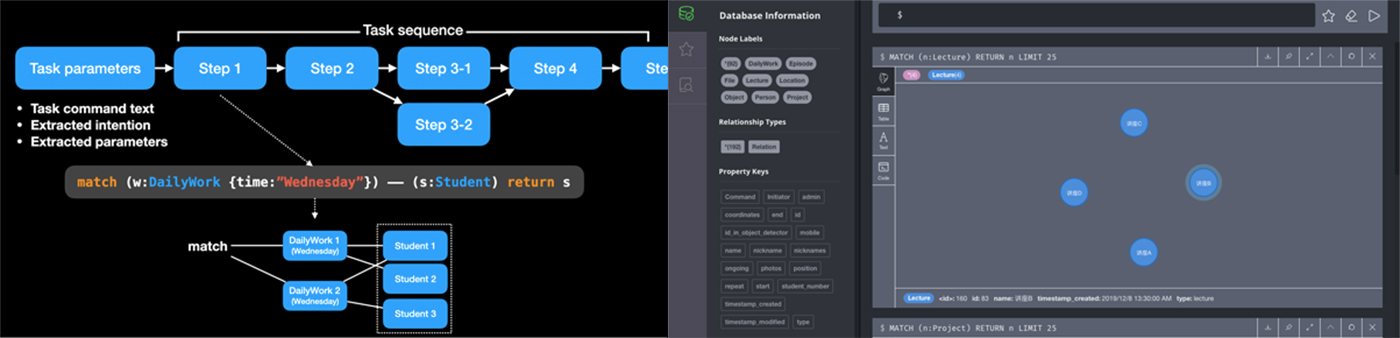 Task sequence
Task parameters
Step 1
Step 2
Step 3-1
Step 4
Ste
Step 3-2
• Task command text
• Extracted intention
• Extracted parameters
match (w:DailyWork {time:"Wednesday"}) —— (s:Student) return s
match
DailyWork 1
(Wednesday)
DailyWork 2
(Wednesday)
Student 1
Student 2
Student 3
Database Information
Node Labels
*(92) DailyWork Episode
File Lecture Location
Object Person Project
Relationship Types
*(192) Relation
Property Keys
Command Initiator admin
coordinates end id
id_in_object_detector mobile
name nickname nicknames
ongoing photos position
repeat start student_number
timestamp_created
timestamp_modified type
$
$ MATCH (n:Lecture) RETURN n LIMIT 25
*(4) Lecture(4)
Graph
Table
Text
Code
讲座C
讲座B
讲座D
讲座A
Lecture <id>: 160 id: 83 name: 讲座B timestamp_created: 2019/12/8 13:30:00 AM type: lecture
$ MATCH (n:Project) RETURN n LIMIT 25